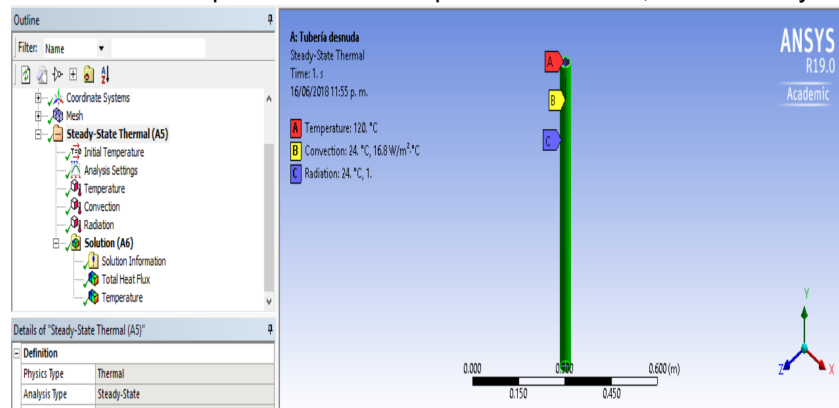 Outline
Filter: Name
Coordinate Systems
Mesh
Steady-State Thermal (A5)
Initial Temperature
Analysis Settings
Temperature
Convection
Radiation
Solution (A6)
Solution Information
Total Heat Flux
Temperature
Details of "Steady-State Thermal (A5)"
Definition
Physics Type Thermal
Analysis Type Steady-State
A: Tubería desnuda
Steady-State Thermal
Time: 1. s
16/06/2018 11:55 p. m.
A Temperature: 120. °C
B Convection: 24. °C, 16.8 W/m²·°C
C Radiation: 24. °C, 1.
A
B
C
ANSYS
R19.0
Academic
0.000 0.300 0.600 (m)
0.150 0.450
Y
Z X